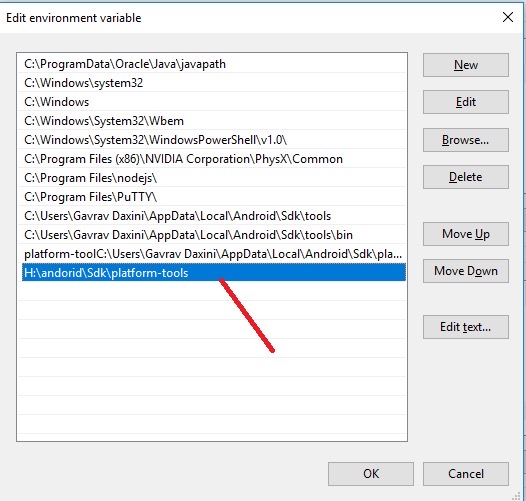 Edit environment variable
C:\ProgramData\Oracle\Java\javapath
C:\Windows\system32
C:\Windows
C:\Windows\System32\Wbem
C:\Windows\System32\WindowsPowerShell\v1.0\
C:\Program Files (x86)\NVIDIA Corporation\PhysX\Common
C:\Program Files\nodejs\
C:\Program Files\PuTTY\
C:\Users\Gavrav Daxini\AppData\Local\Android\Sdk\tools
C:\Users\Gavrav Daxini\AppData\Local\Android\Sdk\tools\bin
platform-toolC:\Users\Gavrav Daxini\AppData\Local\Android\Sdk\pla...
H:\andorid\Sdk\platform-tools
New
Edit
Browse...
Delete
Move Up
Move Down
Edit text...
OK
Cancel